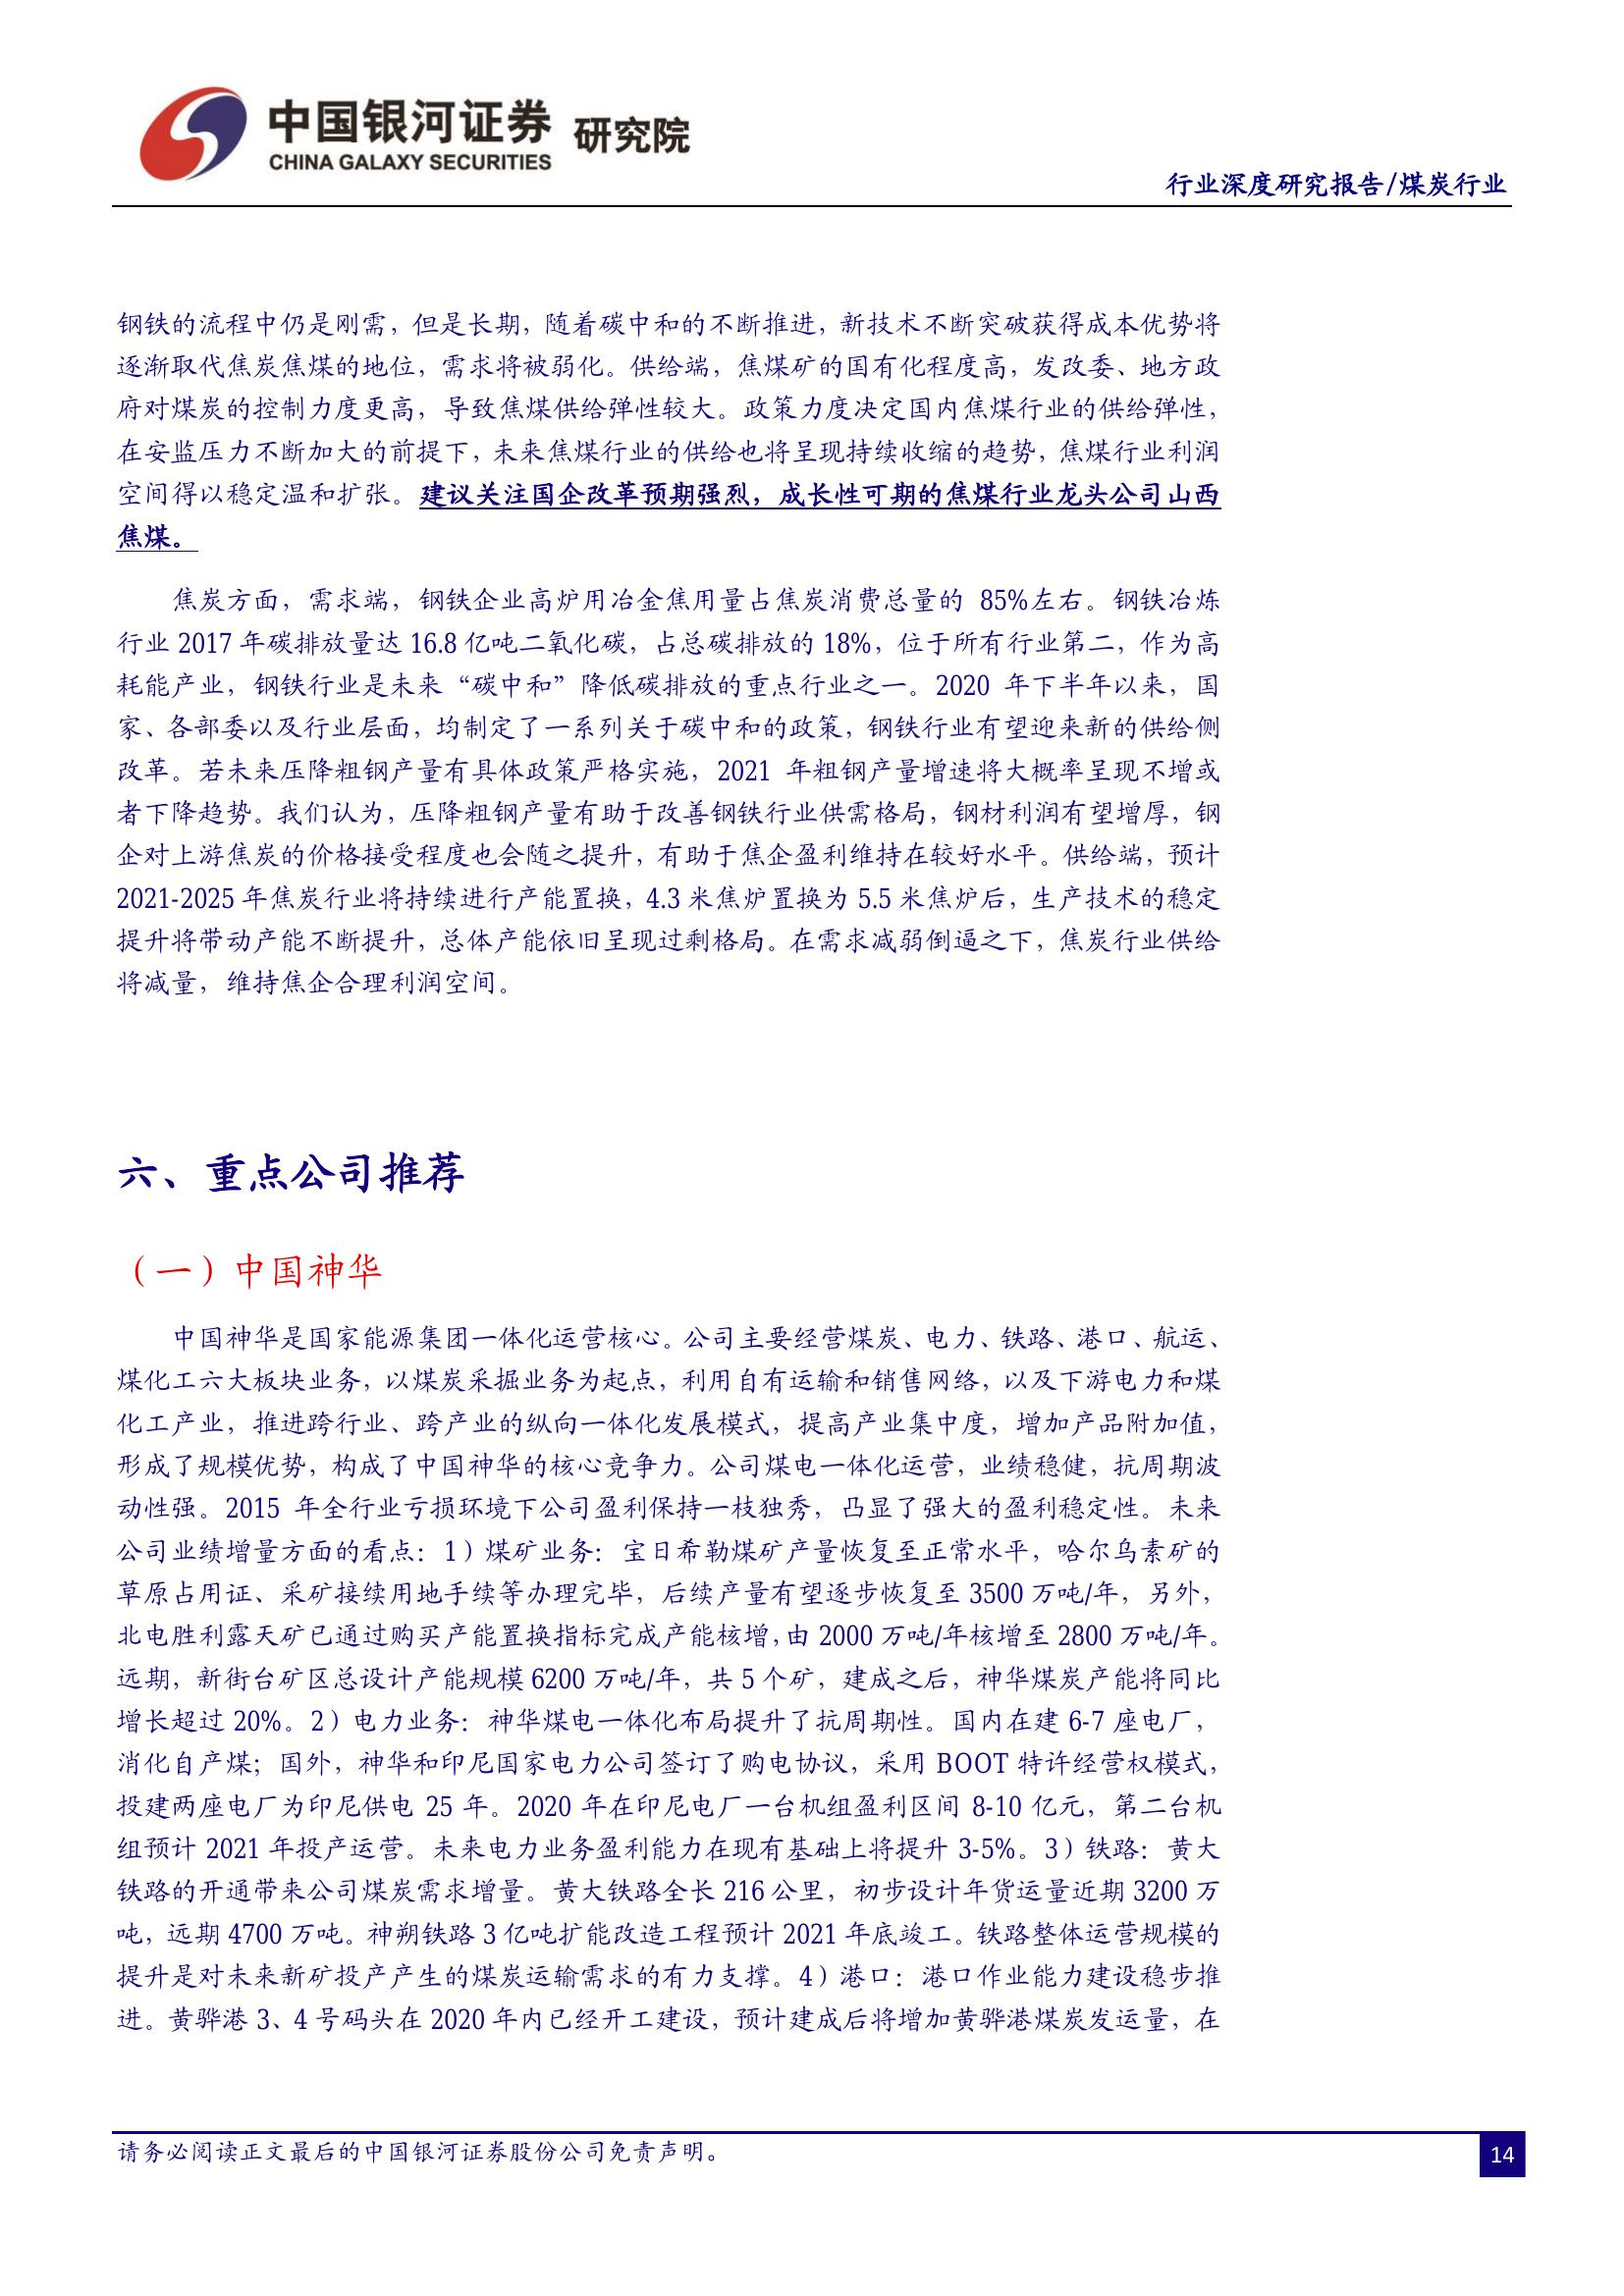 中国银河证券 研究院
CHINA GALAXY SECURITIES
行业深度研究报告/煤炭行业
钢铁的流程中仍是刚需，但是长期，随着碳中和的不断推进，新技术不断突破获得成本优势将
逐渐取代焦炭焦煤的地位，需求将被弱化。供给端，焦煤矿的国有化程度高，发改委、地方政
府对煤炭的控制力度更高，导致焦煤供给弹性较大。政策力度决定国内焦煤行业的供给弹性，
在安监压力不断加大的前提下，未来焦煤行业的供给也将呈现持续收缩的趋势，焦煤行业利润
空间得以稳定温和扩张。建议关注国企改革预期强烈，成长性可期的焦煤行业龙头公司山西
焦煤。
焦炭方面，需求端，钢铁企业高炉用冶金焦用量占焦炭消费总量的 85%左右。钢铁冶炼
行业 2017 年碳排放量达 16.8 亿吨二氧化碳，占总碳排放的 18%，位于所有行业第二，作为高
耗能产业，钢铁行业是未来“碳中和”降低碳排放的重点行业之一。2020 年下半年以来，国
家、各部委以及行业层面，均制定了一系列关于碳中和的政策，钢铁行业有望迎来新的供给侧
改革。若未来压降粗钢产量有具体政策严格实施，2021 年粗钢产量增速将大概率呈现不增或
者下降趋势。我们认为，压降粗钢产量有助于改善钢铁行业供需格局，钢材利润有望增厚，钢
企对上游焦炭的价格接受程度也会随之提升，有助于焦企盈利维持在较好水平。供给端，预计
2021-2025 年焦炭行业将持续进行产能置换，4.3 米焦炉置换为 5.5 米焦炉后，生产技术的稳定
提升将带动产能不断提升，总体产能依旧呈现过剩格局。在需求减弱倒逼之下，焦炭行业供给
将减量，维持焦企合理利润空间。
六、重点公司推荐
（一）中国神华
中国神华是国家能源集团一体化运营核心。公司主要经营煤炭、电力、铁路、港口、航运、
煤化工六大板块业务，以煤炭采掘业务为起点，利用自有运输和销售网络，以及下游电力和煤
化工产业，推进跨行业、跨产业的纵向一体化发展模式，提高产业集中度，增加产品附加值，
形成了规模优势，构成了中国神华的核心竞争力。公司煤电一体化运营，业绩稳健，抗周期波
动性强。2015 年全行业亏损环境下公司盈利保持一枝独秀，凸显了强大的盈利稳定性。未来
公司业绩增量方面的看点：1）煤矿业务：宝日希勒煤矿产量恢复至正常水平，哈尔乌素矿的
草原占用证、采矿接续用地手续等办理完毕，后续产量有望逐步恢复至 3500 万吨/年，另外，
北电胜利露天矿已通过购买产能置换指标完成产能核增，由 2000 万吨/年核增至 2800 万吨/年。
远期，新街台矿区总设计产能规模 6200 万吨/年，共 5 个矿，建成之后，神华煤炭产能将同比
增长超过 20%。2）电力业务：神华煤电一体化布局提升了抗周期性。国内在建 6-7 座电厂，
消化自产煤；国外，神华和印尼国家电力公司签订了购电协议，采用 BOOT 特许经营权模式，
投建两座电厂为印尼供电 25 年。2020 年在印尼电厂一台机组盈利区间 8-10 亿元，第二台机
组预计 2021 年投产运营。未来电力业务盈利能力在现有基础上将提升 3-5%。3）铁路：黄大
铁路的开通带来公司煤炭需求增量。黄大铁路全长 216 公里，初步设计年货运量近期 3200 万
吨，远期 4700 万吨。神朔铁路 3 亿吨扩能改造工程预计 2021 年底竣工。铁路整体运营规模的
提升是对未来新矿投产产生的煤炭运输需求的有力支撑。4）港口：港口作业能力建设稳步推
进。黄骅港 3、4 号码头在 2020 年内已经开工建设，预计建成后将增加黄骅港煤炭发运量，在
请务必阅读正文最后的中国银河证券股份公司免责声明。
14